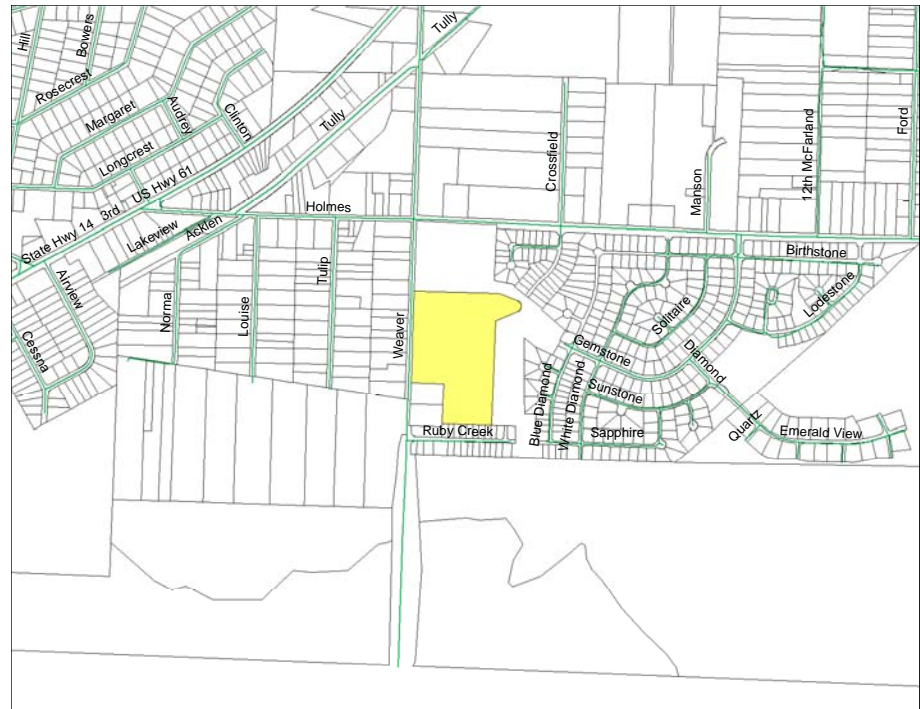 Tully
Hill
Bowers
Rosecrest
Margaret
Audrey
Clinton
Tully
Longcrest
Crossfield
12th McFarland
Ford
Manson
US Hwy 61
3rd
State Hwy 14
Holmes
Lakeview
Acklen
Birthstone
Airview
Norma
Louise
Tulip
Weaver
Solitaire
Lodestone
Cessna
Gemstone
Diamond
Blue Diamond
White Diamond
Sunstone
Ruby Creek
Sapphire
Quartz
Emerald View